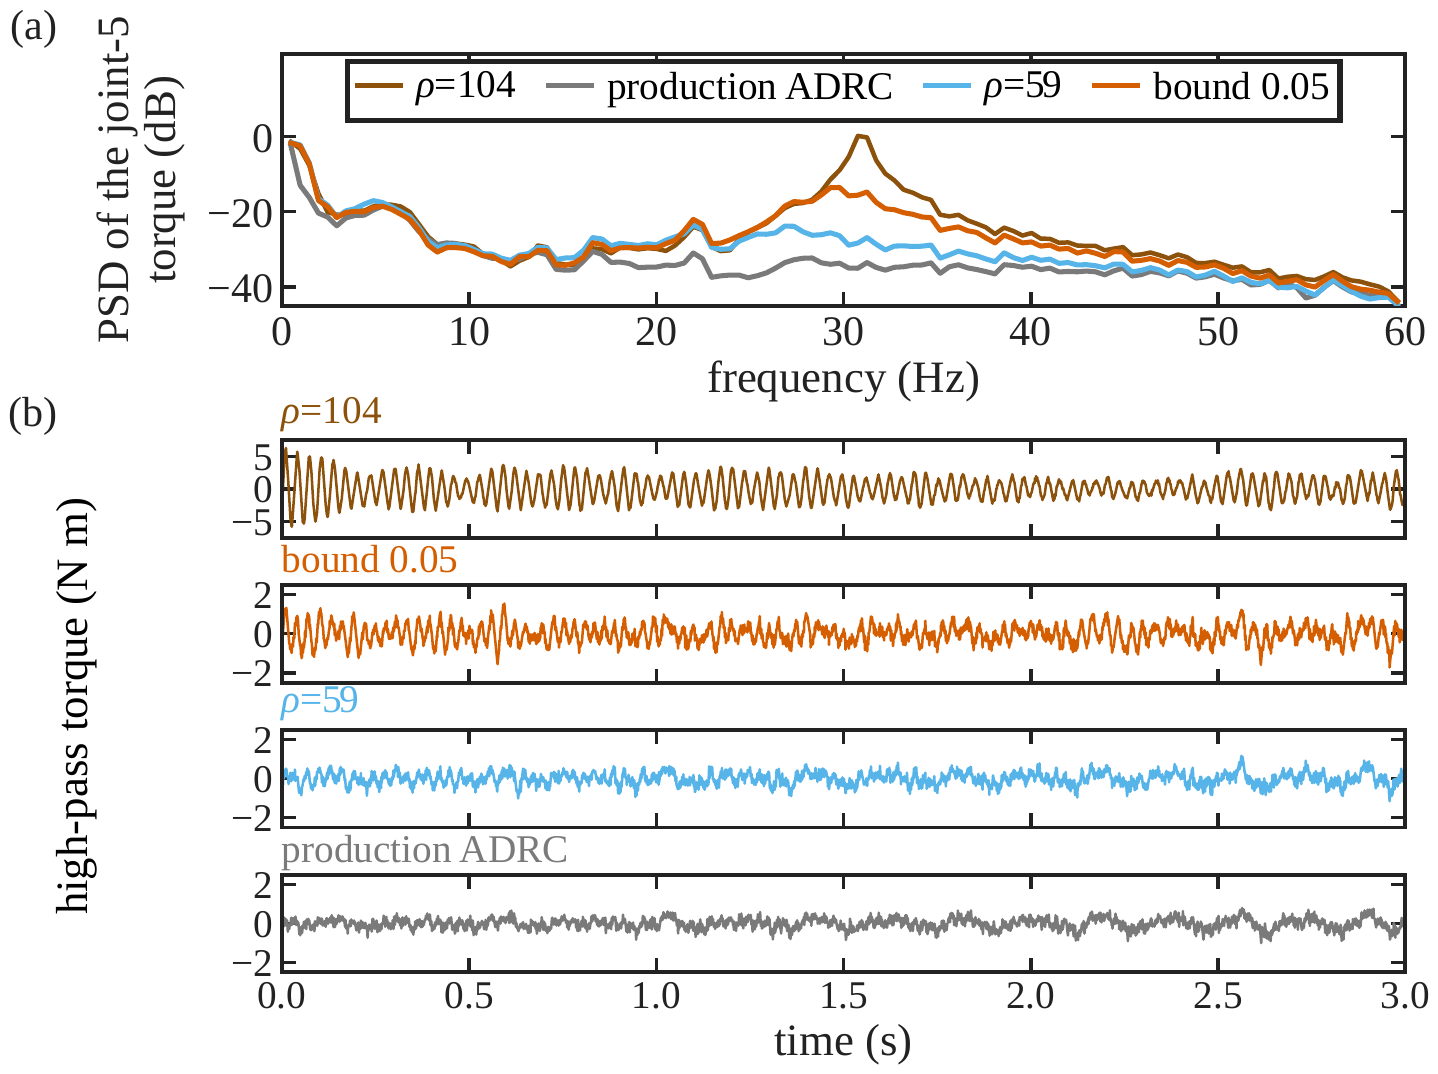 (a)
PSD of the joint-5
torque (dB)
ρ=104 production ADRC ρ=59 bound 0.05
0
−20
−40
0 10 20 30 40 50 60
frequency (Hz)
(b)
high-pass torque (N m)
ρ=104
5
0
−5
bound 0.05
2
0
−2
ρ=59
2
0
−2
production ADRC
2
0
−2
0.0 0.5 1.0 1.5 2.0 2.5 3.0
time (s)